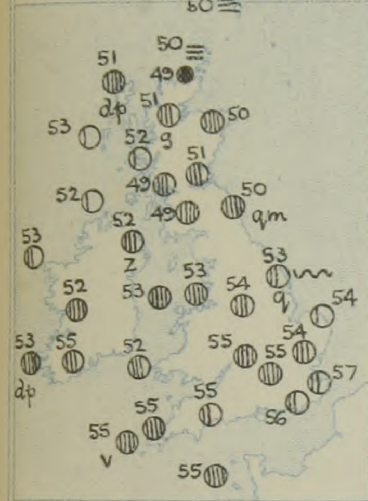 50
51 50
49
dp 51 50
53 g
52 51
49
52 49 50
52 qm
53 z 53
53 q
52 53 54 54
55 54
53 55 52 55
dp 57
55 56
55
v 55
55